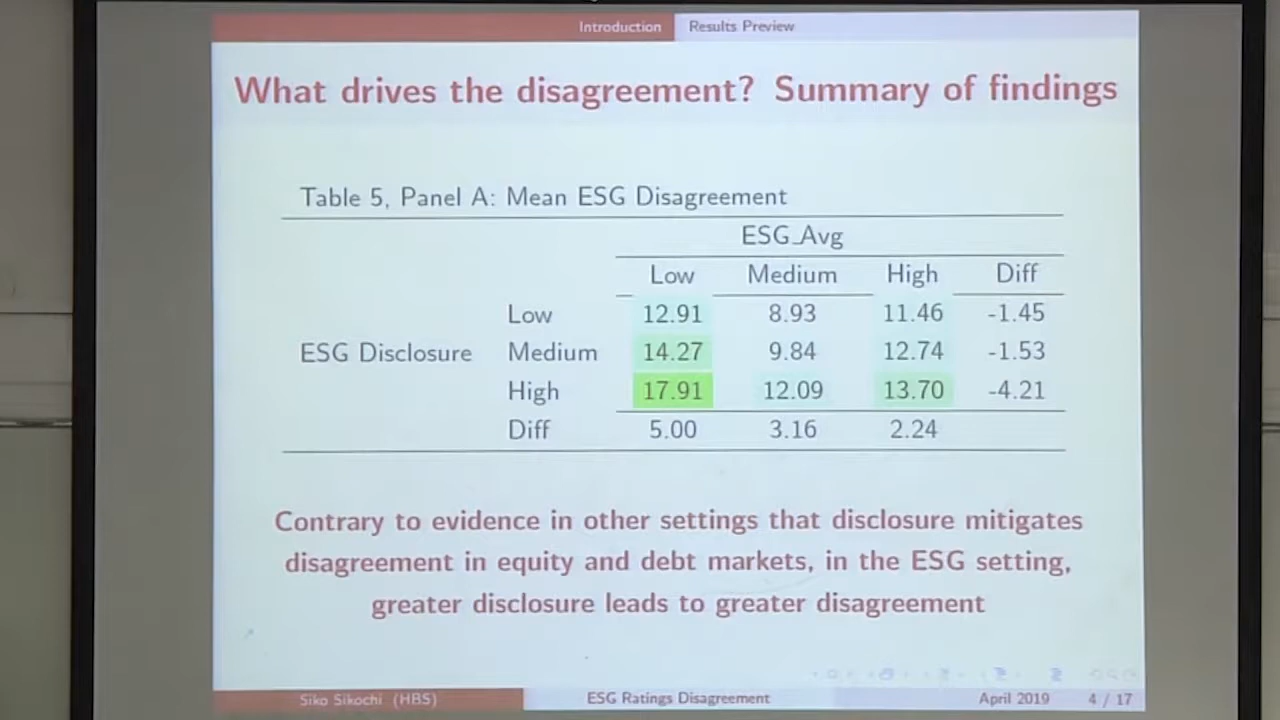 Introduction Results Preview
What drives the disagreement? Summary of findings
Table 5, Panel A: Mean ESG Disagreement
ESG_Avg
Low Medium High Diff
Low 12.91 8.93 11.46 -1.45
ESG Disclosure Medium 14.27 9.84 12.74 -1.53
High 17.91 12.09 13.70 -4.21
Diff 5.00 3.16 2.24
Contrary to evidence in other settings that disclosure mitigates
disagreement in equity and debt markets, in the ESG setting,
greater disclosure leads to greater disagreement
Siko Sikochi (HBS) ESG Ratings Disagreement April 2019 4 / 17